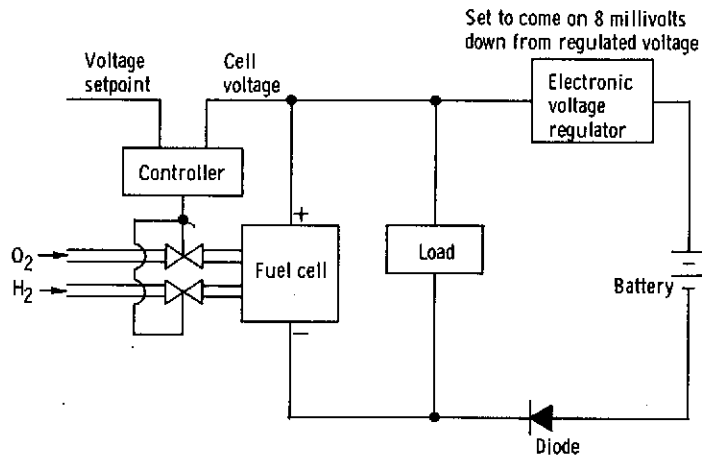 Set to come on 8 millivolts
down from regulated voltage
Voltage
setpoint
Cell
voltage
Electronic
voltage
regulator
Controller
+
O₂
H₂
Fuel cell
Load
Battery
−
−
Diode